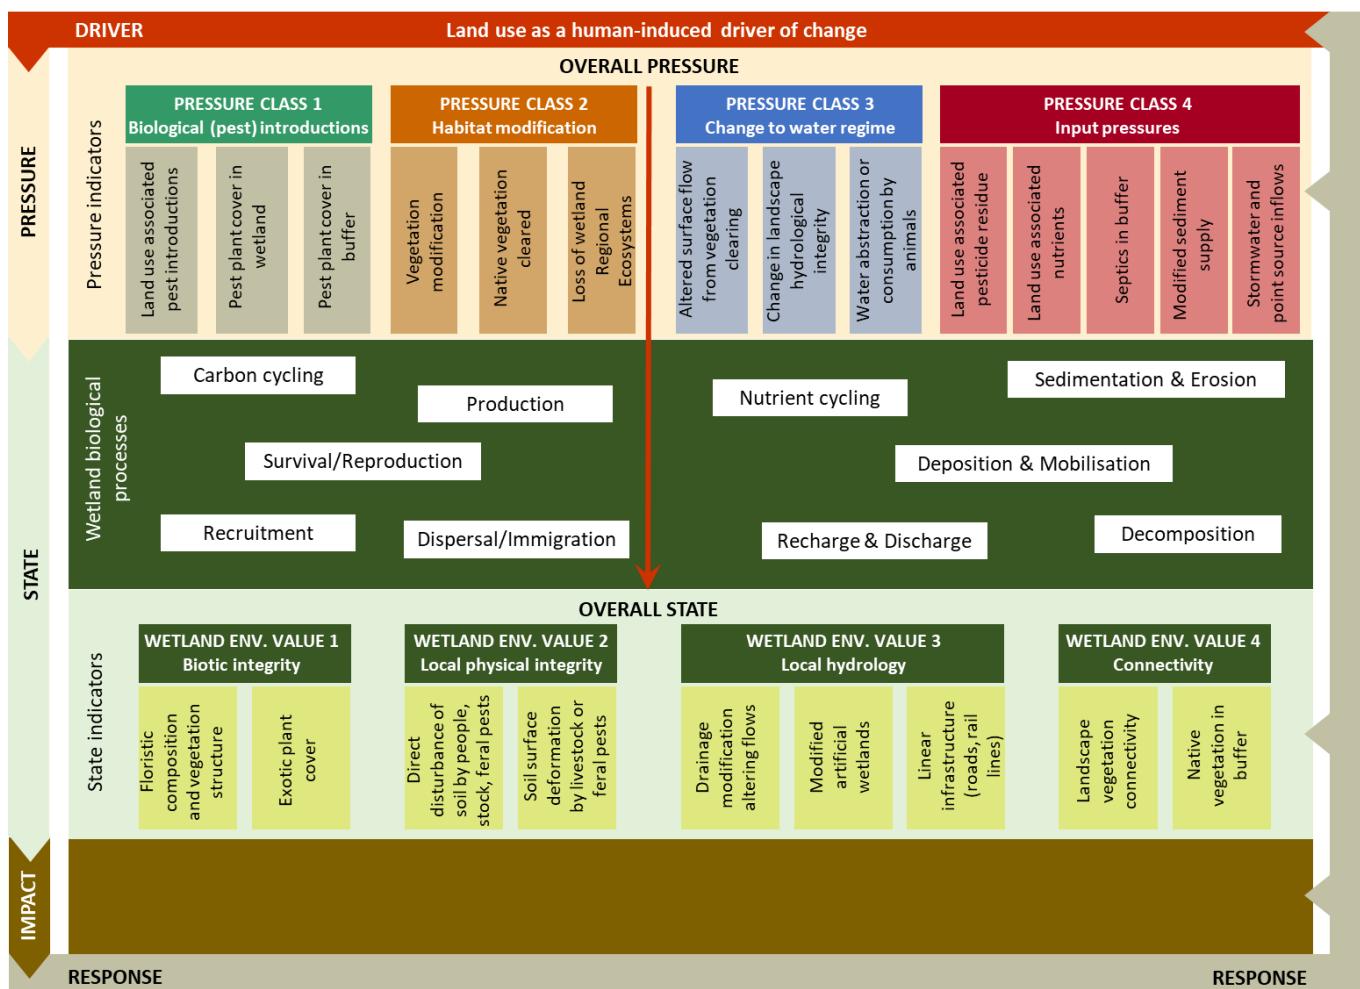 DRIVER
Land use as a human-induced driver of change
PRESSURE
OVERALL PRESSURE
Pressure indicators
PRESSURE CLASS 1
Biological (pest) introductions
PRESSURE CLASS 2
Habitat modification
PRESSURE CLASS 3
Change to water regime
PRESSURE CLASS 4
Input pressures
Land use associated
pest introductions
Pest plant cover in
wetland
Pest plant cover in
buffer
Vegetation
modification
Native vegetation
cleared
Loss of wetland
Regional
Ecosystems
Altered surface flow
from vegetation
clearing
Change in landscape
hydrological
integrity
Water abstraction or
consumption by
animals
Land use associated
pesticide residue
Land use associated
nutrients
Septics in buffer
Modified sediment
supply
Stormwater and
point source inflows
STATE
Wetland biological
processes
Carbon cycling
Production
Nutrient cycling
Sedimentation & Erosion
Survival/Reproduction
Deposition & Mobilisation
Recruitment
Dispersal/Immigration
Recharge & Discharge
Decomposition
OVERALL STATE
State indicators
WETLAND ENV. VALUE 1
Biotic integrity
WETLAND ENV. VALUE 2
Local physical integrity
WETLAND ENV. VALUE 3
Local hydrology
WETLAND ENV. VALUE 4
Connectivity
Floristic
composition
and vegetation
structure
Exotic plant
cover
Direct
disturbance of
soil by people,
stock, feral pests
Soil surface
deformation
by livestock or
feral pests
Drainage
modification
altering flows
Modified
artificial
wetlands
Linear
infrastructure
(roads, rail
lines)
Landscape
vegetation
connectivity
Native
vegetation in
buffer
IMPACT
RESPONSE
RESPONSE